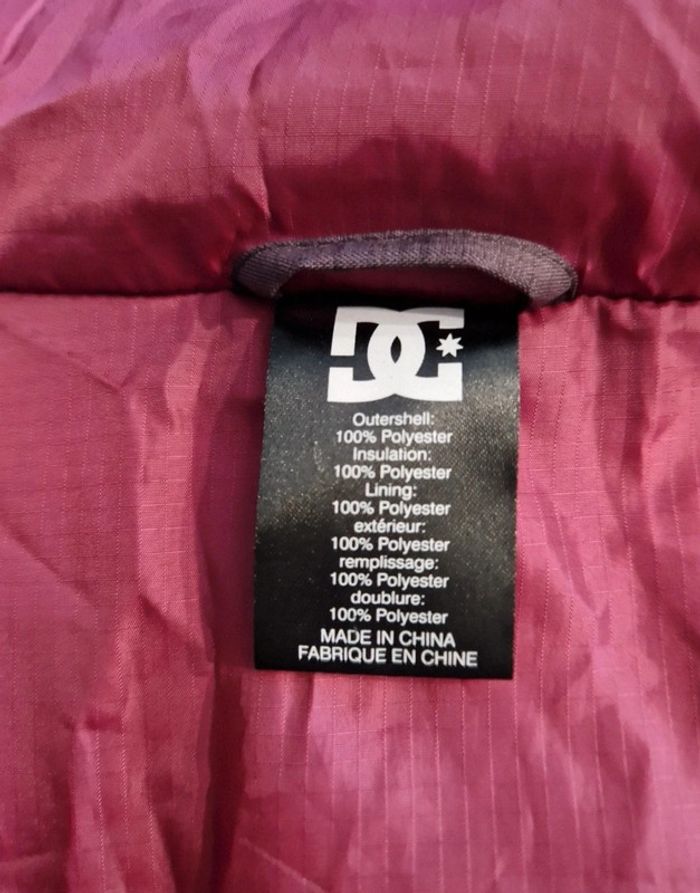 DC
Outershell:
100% Polyester
Insulation:
100% Polyester
Lining:
100% Polyester
extérieur:
100% Polyester
remplissage:
100% Polyester
doublure:
100% Polyester
MADE IN CHINA
FABRIQUE EN CHINE